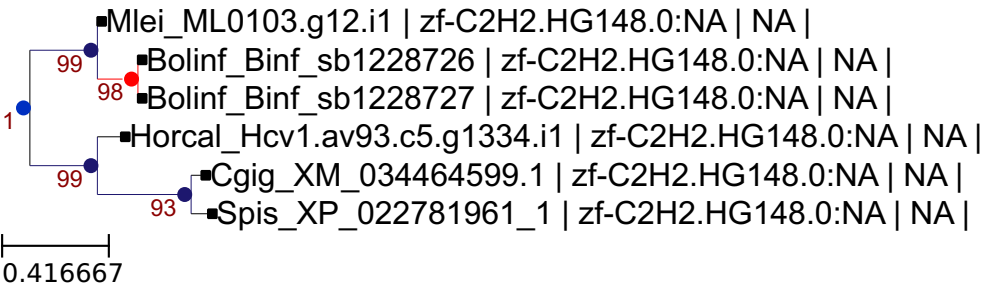 Mlei_ML0103.g12.i1 | zf-C2H2.HG148.0:NA | NA |
99
Bolinf_Binf_sb1228726 | zf-C2H2.HG148.0:NA | NA |
98
Bolinf_Binf_sb1228727 | zf-C2H2.HG148.0:NA | NA |
1
Horcal_Hcv1.av93.c5.g1334.i1 | zf-C2H2.HG148.0:NA | NA |
99
Cgig_XM_034464599.1 | zf-C2H2.HG148.0:NA | NA |
93
Spis_XP_022781961_1 | zf-C2H2.HG148.0:NA | NA |
0.416667